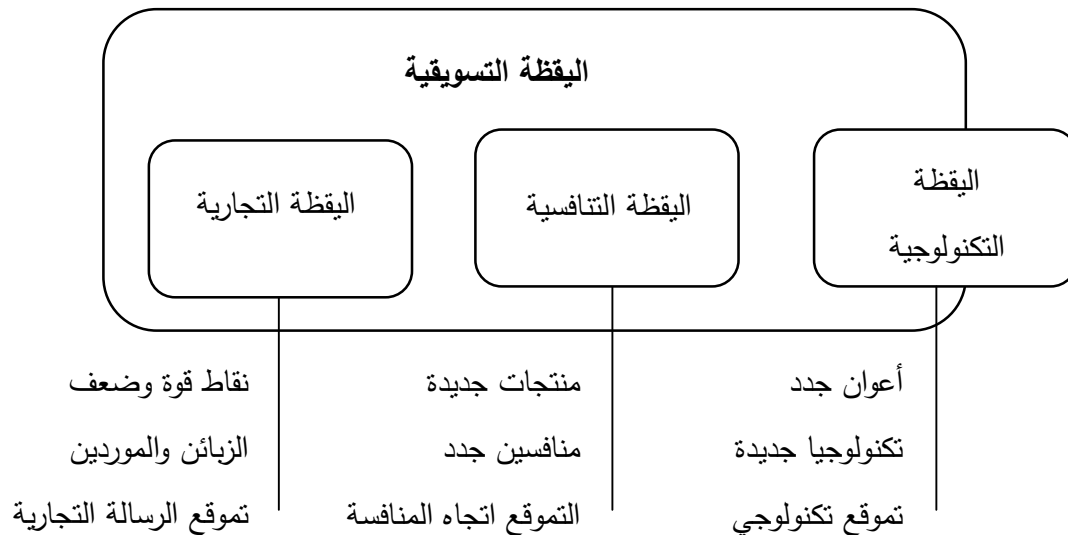 اليقظة التسويقية
اليقظة
التكنولوجية
اليقظة التنافسية
اليقظة التجارية
أعوان جدد
تكنولوجيا جديدة
تموقع تكنولوجي
منتجات جديدة
منافسين جدد
التموقع اتجاه المنافسة
نقاط قوة وضعف
الزبائن والموردين
تموقع الرسالة التجارية